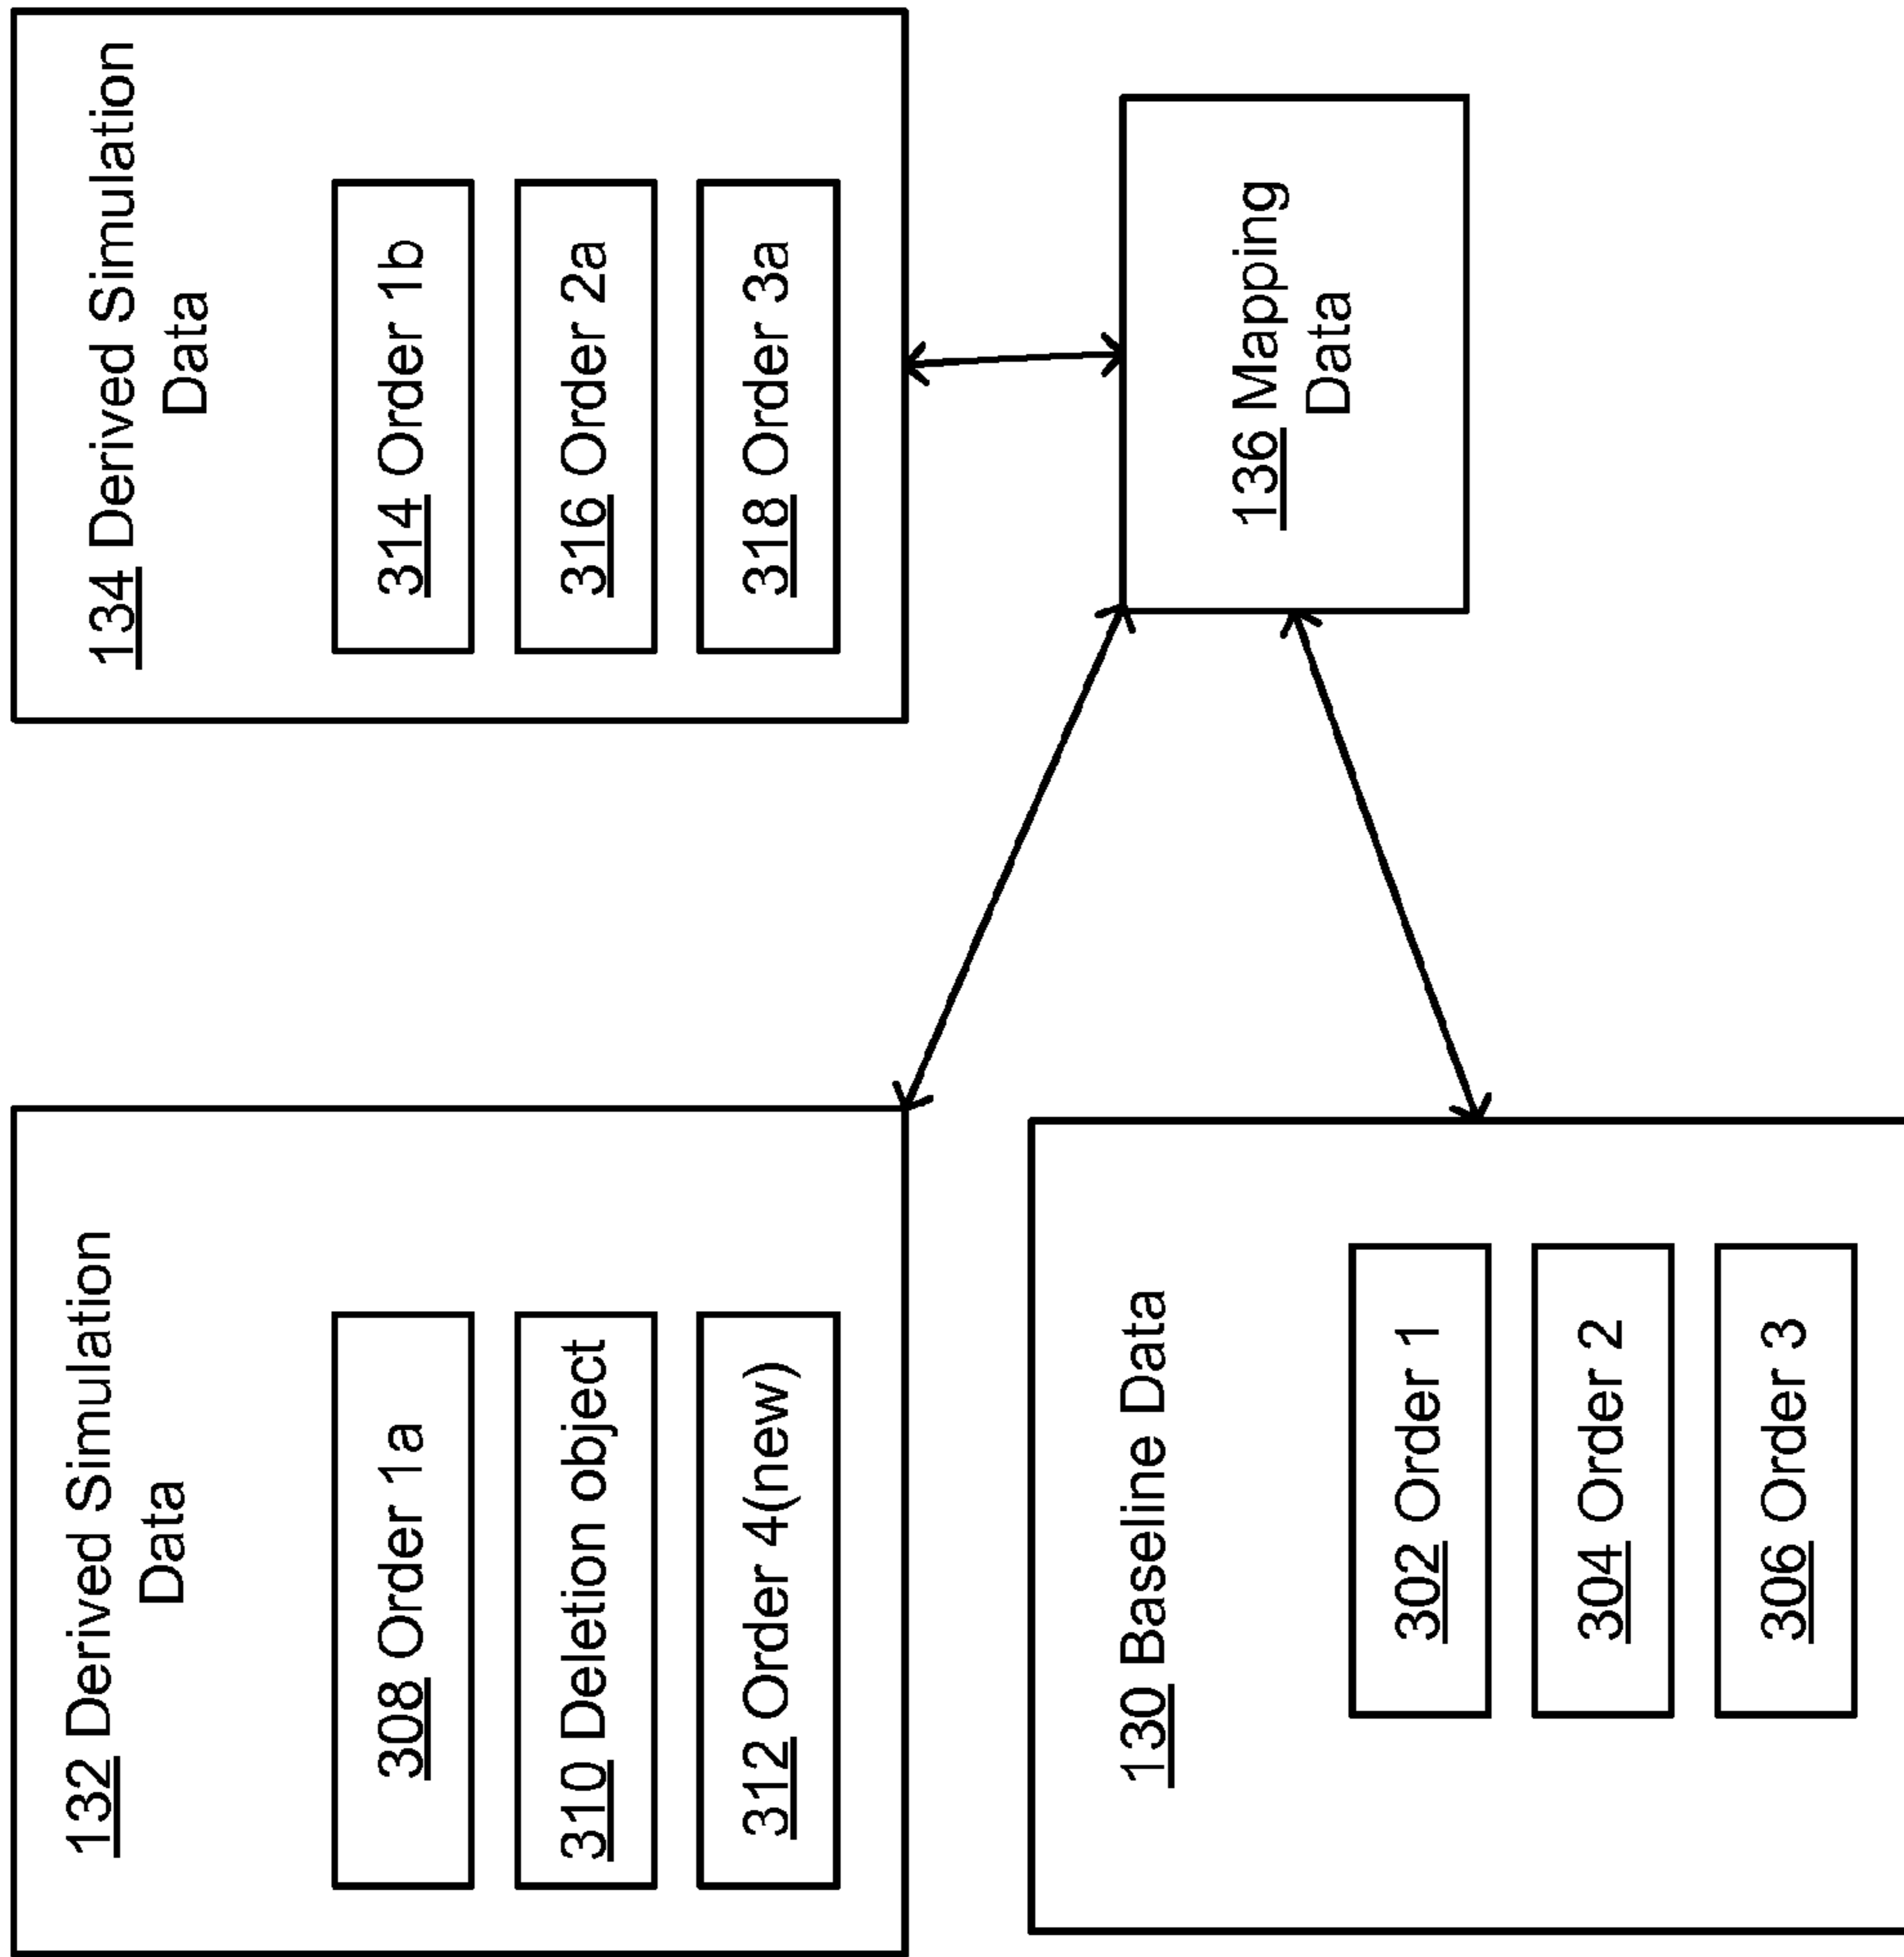 132 Derived Simulation
Data
308 Order 1a
310 Deletion object
312 Order 4(new)
134 Derived Simulation
Data
314 Order 1b
316 Order 2a
318 Order 3a
130 Baseline Data
302 Order 1
304 Order 2
306 Order 3
136 Mapping
Data